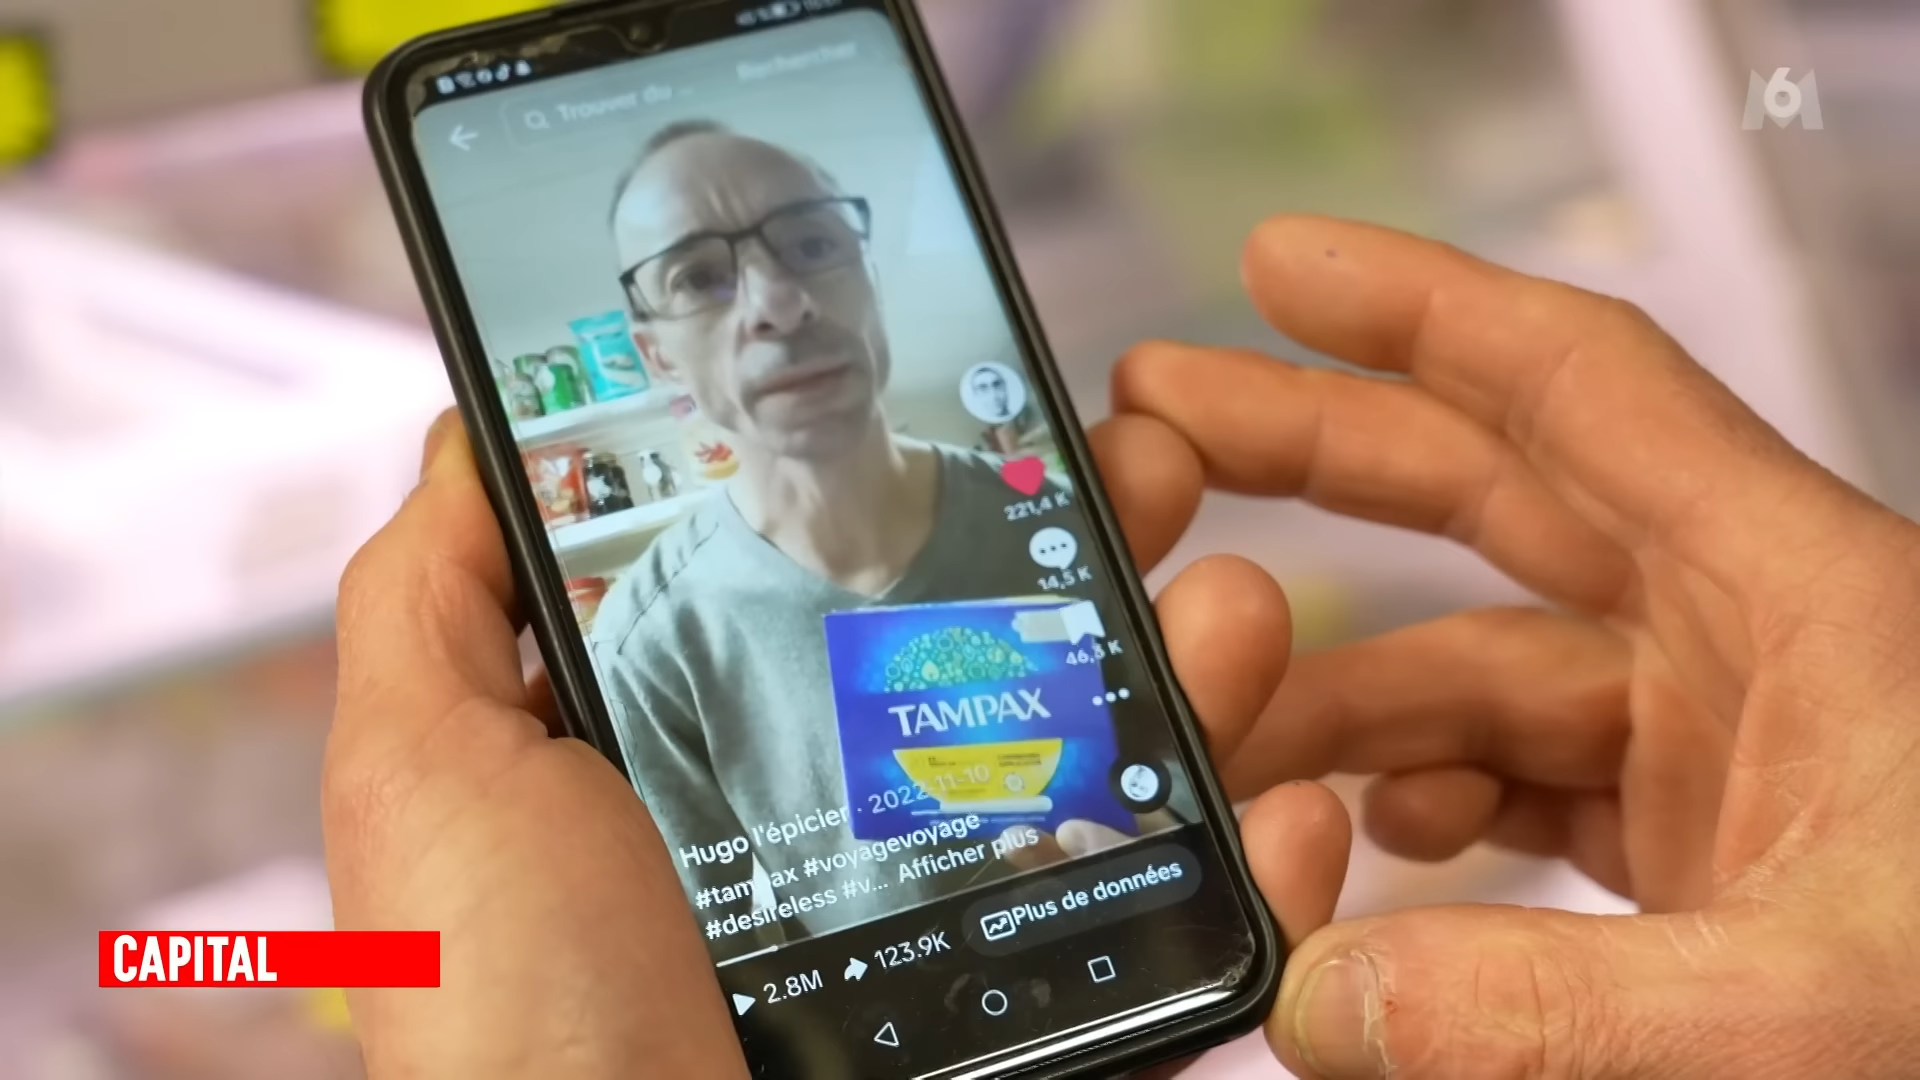 M6
Trouver du ...
Rechercher
221,4 K
14,5 K
46,3 K
TAMPAX
Hugo l'épicier · 2022-11-10
#tampax #voyagevoyage
#desireless #v... Afficher plus
Plus de données
2.8M 123.9K
CAPITAL